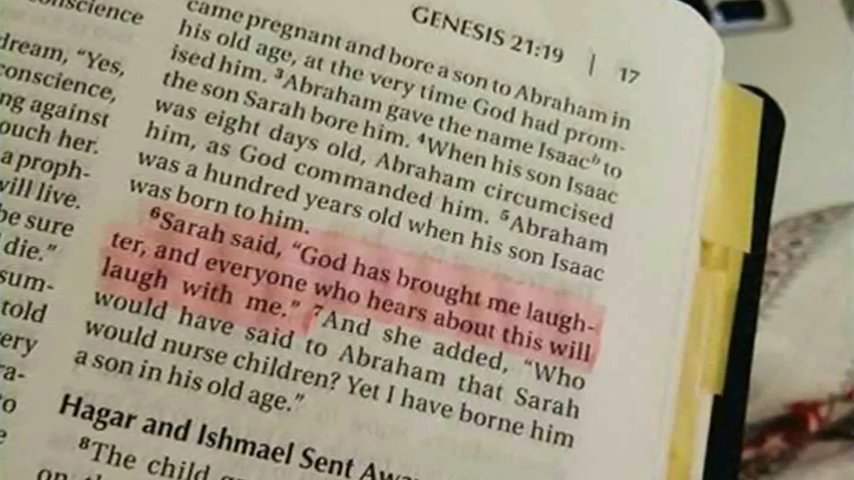 GENESIS 21:19 | 17
onscience
dream, "Yes,
conscience,
ng against
ouch her.
a proph-
will live.
be sure
die."
sum-
told
ery
ra-
to
e
came pregnant and bore a son to Abraham in
his old age, at the very time God had prom-
ised him. 3Abraham gave the name Isaacb to
the son Sarah bore him. 4When his son Isaac
was eight days old, Abraham circumcised
him, as God commanded him. 5Abraham
was a hundred years old when his son Isaac
was born to him.
6Sarah said, "God has brought me laugh-
ter, and everyone who hears about this will
laugh with me." 7And she added, "Who
would have said to Abraham that Sarah
would nurse children? Yet I have borne him
a son in his old age."
Hagar and Ishmael Sent Away
8The child
on